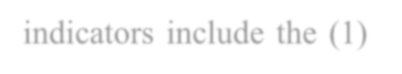 indicators include the (1)